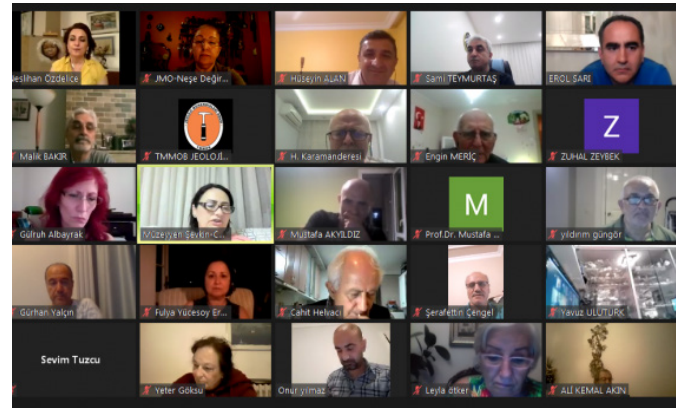 Neslihan Özdelice
JMO-Neşe Değir...
Hüseyin ALAN
Sami TEYMURTAŞ
EROL SARI
Malik BAKIR
TMMOB JEOLOJİ...
H. Karamanderesi
Engin MERİÇ
Z
ZUHAL ZEYBEK
Gülruh Albayrak
Müzeyyen Şevkin-C...
Mustafa AKYILDIZ
M
Prof.Dr. Mustafa ...
yıldırım güngör
Gürhan Yalçın
Fulya Yücesoy Er...
Cahit Helvacı
Şerafettin Çengel
Yavuz ULUTÜRK
Sevim Tuzcu
Yeter Göksu
Onur yılmaz
Leyla ötker
ALİ KEMAL AKIN